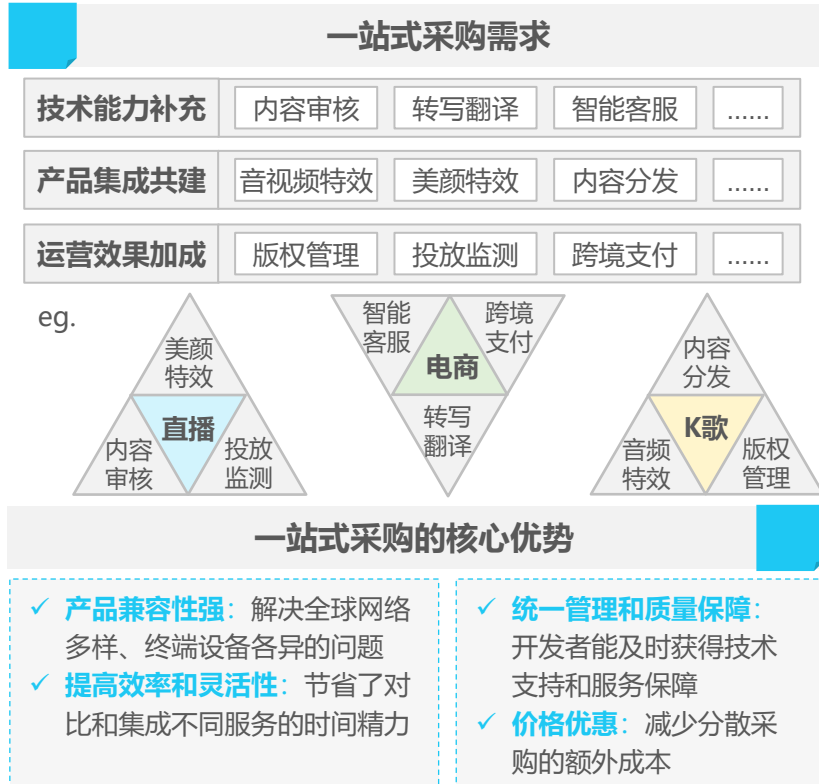 一站式采购需求
技术能力补充 内容审核 转写翻译 智能客服 ......
产品集成共建 音视频特效 美颜特效 内容分发 ......
运营效果加成 版权管理 投放监测 跨境支付 ......
eg.
美颜
特效
直播
内容
审核
投放
监测
智能
客服
跨境
支付
电商
转写
翻译
内容
分发
K歌
音频
特效
版权
管理
一站式采购的核心优势
✓ 产品兼容性强：解决全球网络
多样、终端设备各异的问题
✓ 提高效率和灵活性：节省了对
比和集成不同服务的时间精力
✓ 统一管理和质量保障：
开发者能及时获得技术
支持和服务保障
✓ 价格优惠：减少分散采
购的额外成本